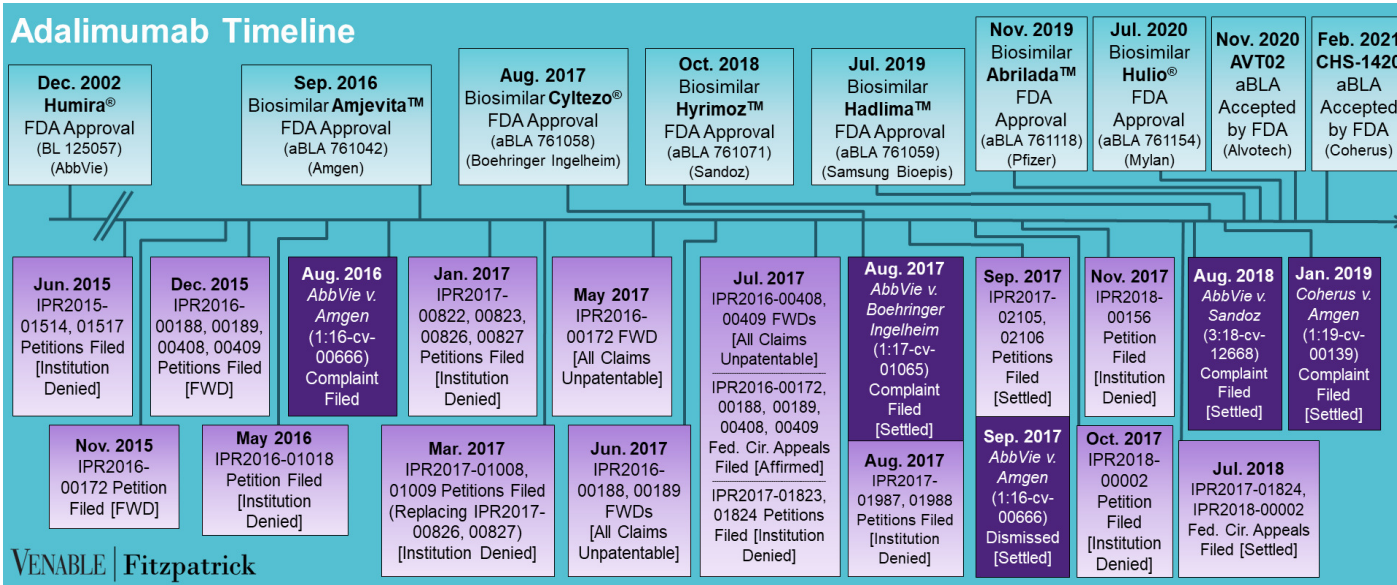 Adalimumab Timeline
Dec. 2002
Humira®
FDA Approval
(BL 125057)
(AbbVie)
Sep. 2016
Biosimilar Amjevita™
FDA Approval
(aBLA 761042)
(Amgen)
Aug. 2017
Biosimilar Cyltezo®
FDA Approval
(aBLA 761058)
(Boehringer Ingelheim)
Oct. 2018
Biosimilar
Hyrimoz™
FDA Approval
(aBLA 761071)
(Sandoz)
Jul. 2019
Biosimilar
Hadlima™
FDA Approval
(aBLA 761059)
(Samsung Bioepis)
Nov. 2019
Biosimilar
Abrilada™
FDA
Approval
(aBLA 761118)
(Pfizer)
Jul. 2020
Biosimilar
Hulio®
FDA
Approval
(aBLA 761154)
(Mylan)
Nov. 2020
AVT02
aBLA
Accepted
by FDA
(Alvotech)
Feb. 2021
CHS-1420
aBLA
Accepted
by FDA
(Coherus)
Jun. 2015
IPR2015-
01514, 01517
Petitions Filed
[Institution
Denied]
Dec. 2015
IPR2016-
00188, 00189,
00408, 00409
Petitions Filed
[FWD]
Aug. 2016
AbbVie v.
Amgen
(1:16-cv-
00666)
Complaint
Filed
Jan. 2017
IPR2017-
00822, 00823,
00826, 00827
Petitions Filed
[Institution
Denied]
May 2017
IPR2016-
00172 FWD
[All Claims
Unpatentable]
Jul. 2017
IPR2016-00408,
00409 FWDs
[All Claims
Unpatentable]
IPR2016-00172,
00188, 00189,
00408, 00409
Fed. Cir. Appeals
Filed [Affirmed]
IPR2017-01823,
01824 Petitions
Filed [Institution
Denied]
Aug. 2017
AbbVie v.
Boehringer
Ingelheim
(1:17-cv-
01065)
Complaint
Filed
[Settled]
Sep. 2017
IPR2017-
02105,
02106
Petitions
Filed
[Settled]
Nov. 2017
IPR2018-
00156
Petition
Filed
[Institution
Denied]
Aug. 2018
AbbVie v.
Sandoz
(3:18-cv-
12668)
Complaint
Filed
[Settled]
Jan. 2019
Coherus v.
Amgen
(1:19-cv-
00139)
Complaint
Filed
[Settled]
Nov. 2015
IPR2016-
00172 Petition
Filed [FWD]
May 2016
IPR2016-01018
Petition Filed
[Institution
Denied]
Mar. 2017
IPR2017-01008,
01009 Petitions Filed
(Replacing IPR2017-
00826, 00827)
[Institution Denied]
Jun. 2017
IPR2016-
00188, 00189
FWDs
[All Claims
Unpatentable]
Aug. 2017
IPR2017-
01987, 01988
Petitions Filed
[Institution
Denied]
Sep. 2017
AbbVie v.
Amgen
(1:16-cv-
00666)
Dismissed
[Settled]
Oct. 2017
IPR2018-
00002
Petition
Filed
[Institution
Denied]
Jul. 2018
IPR2017-01824,
IPR2018-00002
Fed. Cir. Appeals
Filed [Settled]
VENABLE | Fitzpatrick